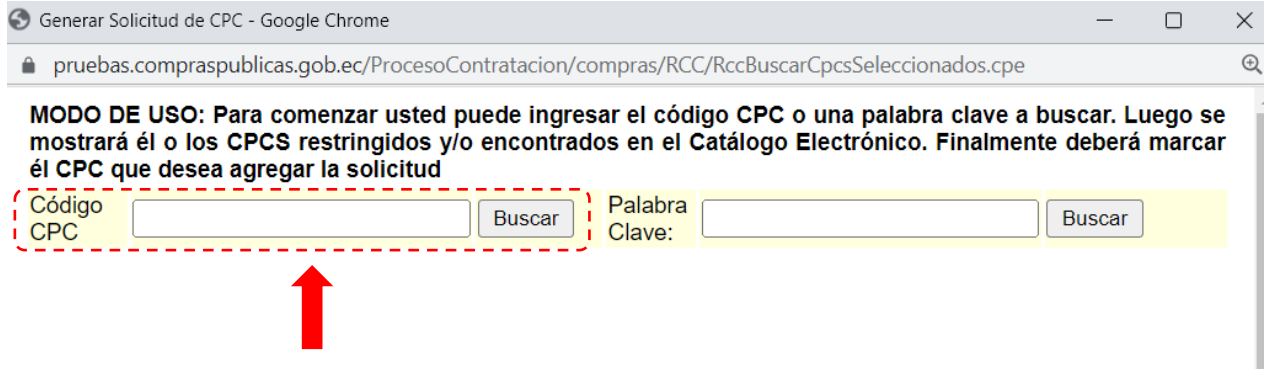 Generar Solicitud de CPC - Google Chrome
pruebas.compraspublicas.gob.ec/ProcesoContratacion/compras/RCC/RccBuscarCpcsSeleccionados.cpe
MODO DE USO: Para comenzar usted puede ingresar el código CPC o una palabra clave a buscar. Luego se
mostrará él o los CPCS restringidos y/o encontrados en el Catálogo Electrónico. Finalmente deberá marcar
él CPC que desea agregar la solicitud
Código CPC Buscar Palabra Clave: Buscar